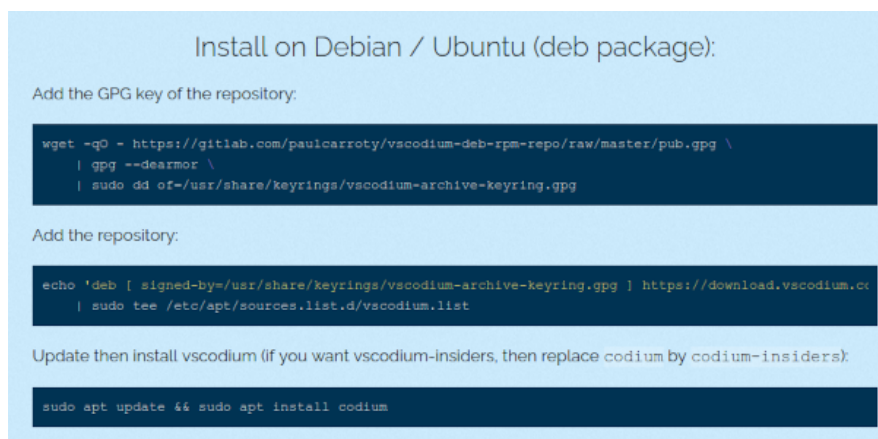 Install on Debian / Ubuntu (deb package):
Add the GPG key of the repository:
wget -qO - https://gitlab.com/paulcarroty/vscodium-deb-rpm-repo/raw/master/pub.gpg \
| gpg --dearmor \
| sudo dd of=/usr/share/keyrings/vscodium-archive-keyring.gpg
Add the repository:
echo 'deb [ signed-by=/usr/share/keyrings/vscodium-archive-keyring.gpg ] https://download.vscodium.co
| sudo tee /etc/apt/sources.list.d/vscodium.list
Update then install vscodium (if you want vscodium-insiders, then replace codium by codium-insiders):
sudo apt update && sudo apt install codium